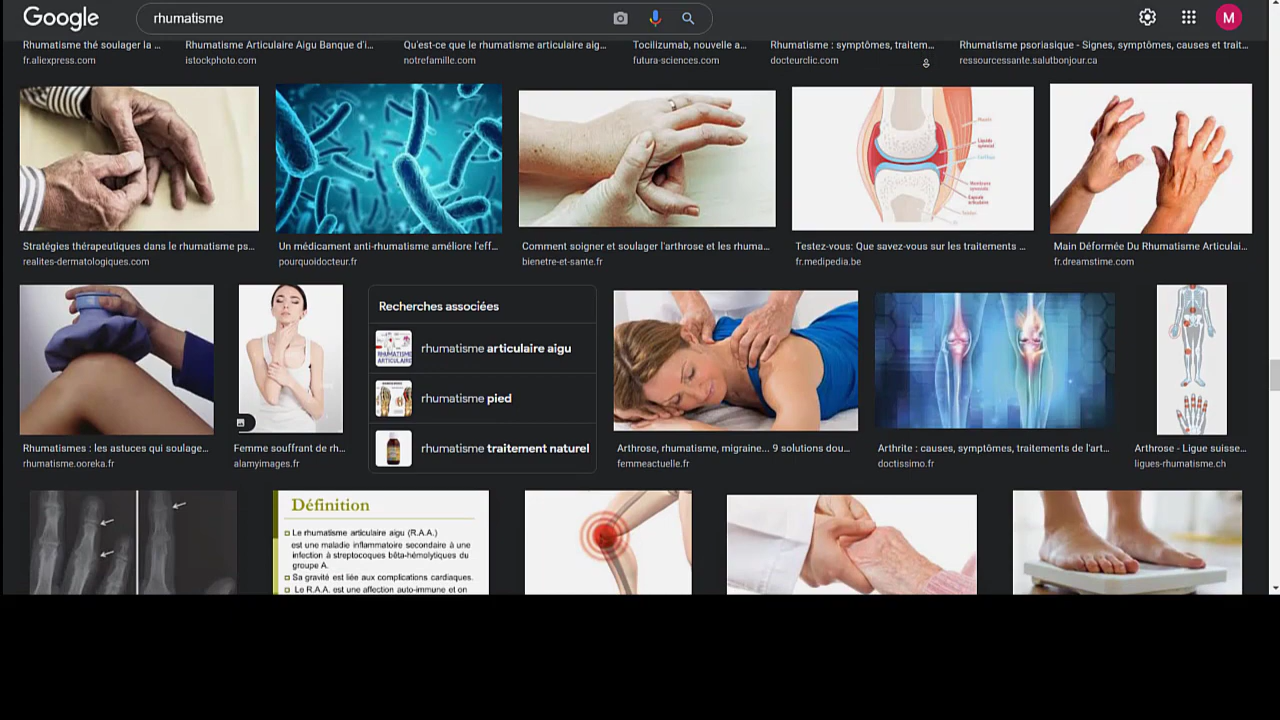 Google
rhumatisme
M
Rhumatisme thé soulager la ...
Rhumatisme Articulaire Aigu Banque d'i...
Qu'est-ce que le rhumatisme articulaire aig...
Tocilizumab, nouvelle a...
Rhumatisme : symptômes, traitem...
Rhumatisme psoriasique - Signes, symptômes, causes et trait...
fr.aliexpress.com
istockphoto.com
notrefamille.com
futura-sciences.com
docteurclic.com
ressourcessante.salutbonjour.ca
Stratégies thérapeutiques dans le rhumatisme ps...
Un médicament anti-rhumatisme améliore l'eff...
Comment soigner et soulager l'arthrose et les rhuma...
Testez-vous: Que savez-vous sur les traitements ...
Main Déformée Du Rhumatisme Articulai...
realites-dermatologiques.com
pourquoidocteur.fr
bienetre-et-sante.fr
fr.medipedia.be
fr.dreamstime.com
Recherches associées
rhumatisme articulaire aigu
rhumatisme pied
rhumatisme traitement naturel
Rhumatismes : les astuces qui soulage...
Femme souffrant de rh...
Arthrose, rhumatisme, migraine... 9 solutions dou...
Arthrite : causes, symptômes, traitements de l'art...
Arthrose - Ligue suisse...
rhumatisme.ooreka.fr
alamyimages.fr
femmeactuelle.fr
doctissimo.fr
ligues-rhumatisme.ch
Définition
Le rhumatisme articulaire aigu (R.A.A.)
est une maladie inflammatoire secondaire à une
infection à streptocoques bêta-hémolytiques du
groupe A.
Sa gravité est liée aux complications cardiaques.
Le R.A.A. est une affection auto-immune et on